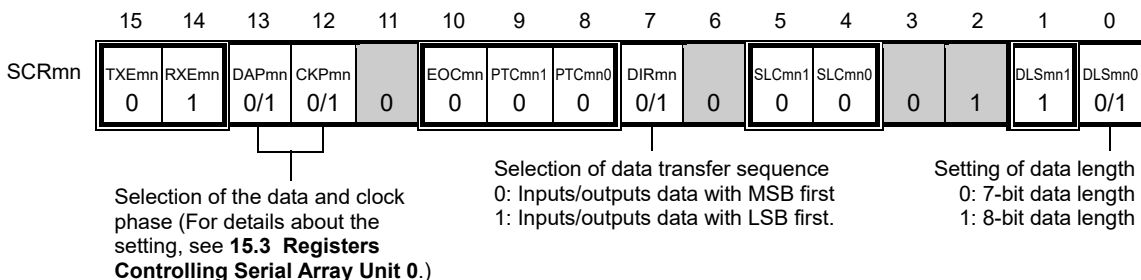 15 14 13 12 11 10 9 8 7 6 5 4 3 2 1 0
SCRmn TXEmn RXEmn DAPmn CKPmn EOCmn PTCmn1 PTCmn0 DIRmn SLCmn1 SLCmn0 DLSmn1 DLSmn0
0 1 0/1 0/1 0 0 0 0 0/1 0 0 0 0 1 1 0/1
Selection of the data and clock
phase (For details about the
setting, see 15.3 Registers
Controlling Serial Array Unit 0.)
Selection of data transfer sequence
0: Inputs/outputs data with MSB first
1: Inputs/outputs data with LSB first.
Setting of data length
0: 7-bit data length
1: 8-bit data length